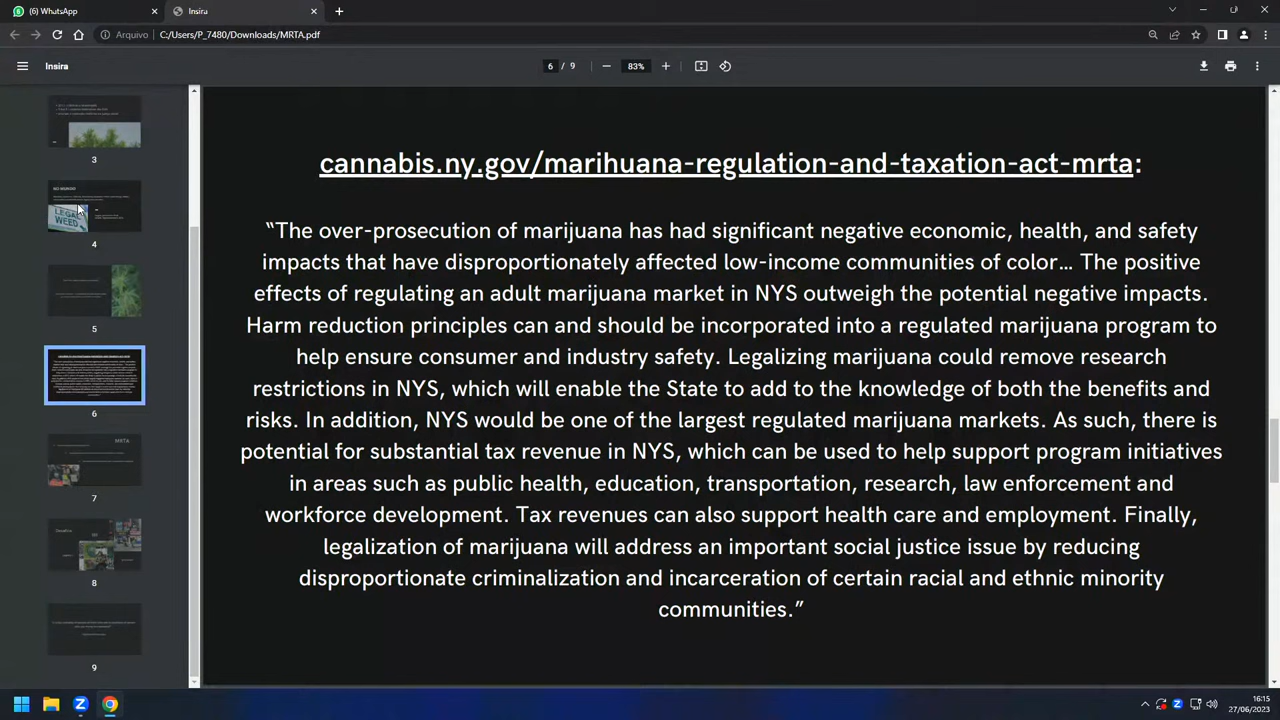 (6) WhatsApp
Insira
Arquivo
C:/Users/P_7480/Downloads/MRTA.pdf
Insira
6 / 9
83%
3
NO MUNDO
LEGAL
WEED
4
5
6
MRTA
7
Desafios
8
9
cannabis.ny.gov/marihuana-regulation-and-taxation-act-mrta:
“The over-prosecution of marijuana has had significant negative economic, health, and safety
impacts that have disproportionately affected low-income communities of color… The positive
effects of regulating an adult marijuana market in NYS outweigh the potential negative impacts.
Harm reduction principles can and should be incorporated into a regulated marijuana program to
help ensure consumer and industry safety. Legalizing marijuana could remove research
restrictions in NYS, which will enable the State to add to the knowledge of both the benefits and
risks. In addition, NYS would be one of the largest regulated marijuana markets. As such, there is
potential for substantial tax revenue in NYS, which can be used to help support program initiatives
in areas such as public health, education, transportation, research, law enforcement and
workforce development. Tax revenues can also support health care and employment. Finally,
legalization of marijuana will address an important social justice issue by reducing
disproportionate criminalization and incarceration of certain racial and ethnic minority
communities.”
16:15
27/06/2023